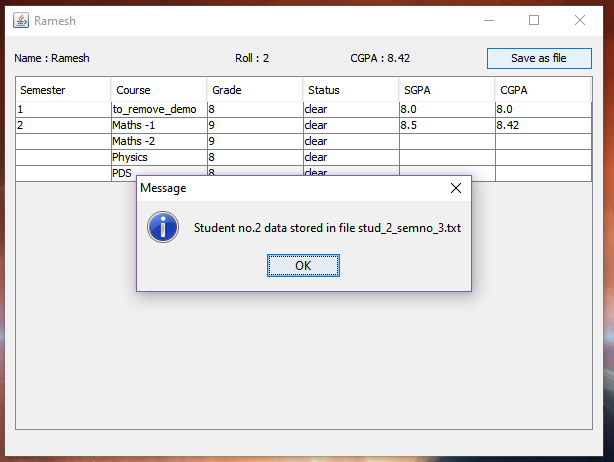 Ramesh
Name : Ramesh Roll : 2 CGPA : 8.42 Save as file
Semester Course Grade Status SGPA CGPA
1 to_remove_demo 8 clear 8.0 8.0
2 Maths -1 9 clear 8.5 8.42
Maths -2 9 clear
Physics 8 clear
PDS 8 clear
Message
Student no.2 data stored in file stud_2_semno_3.txt
OK